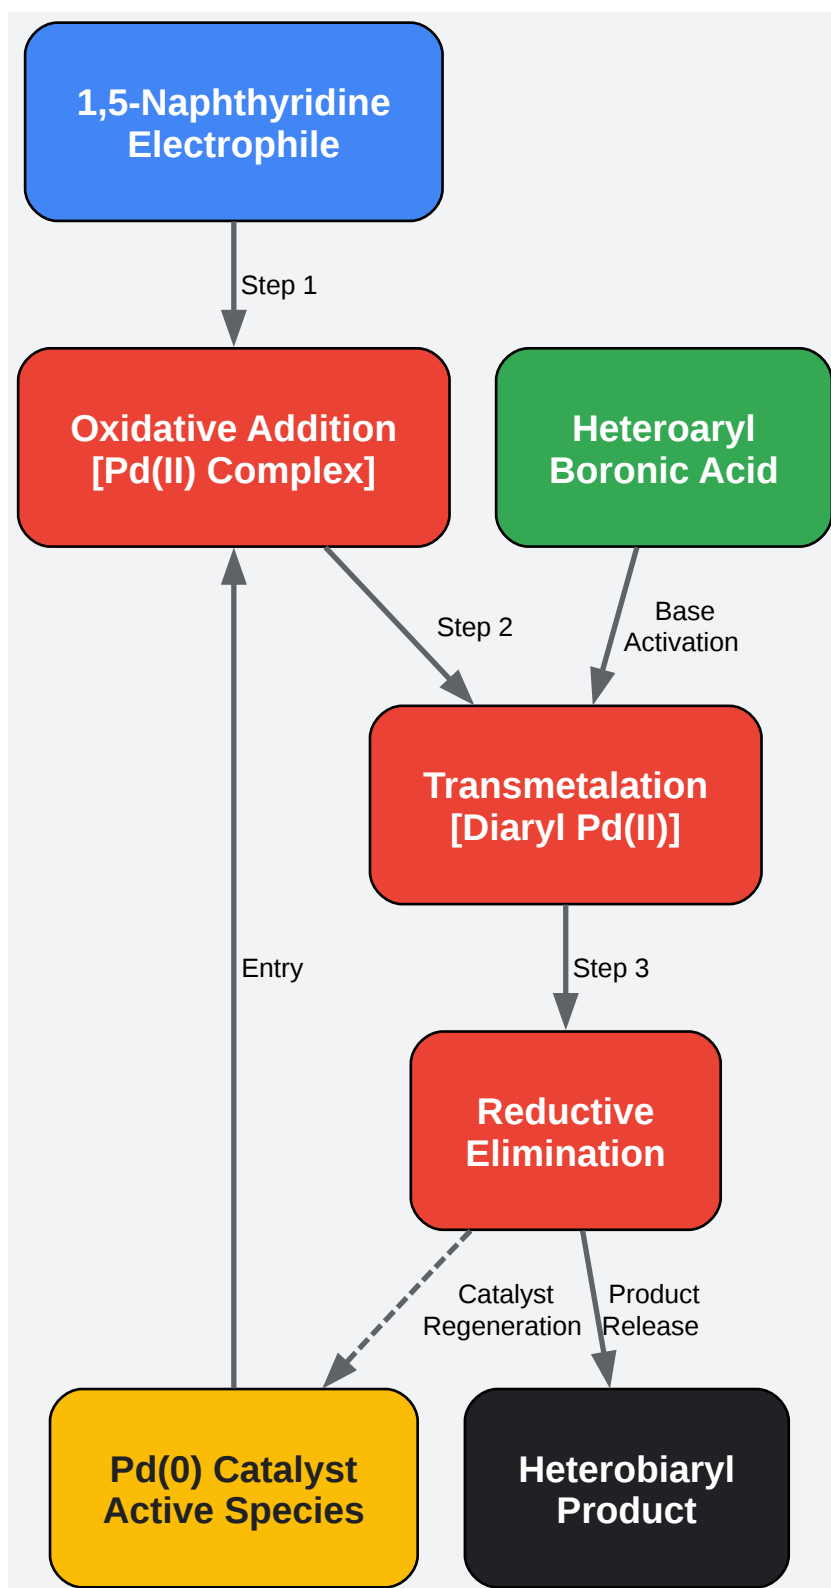 1,5-Naphthyridine
Electrophile
Step 1
Oxidative Addition
[Pd(II) Complex]
Heteroaryl
Boronic Acid
Step 2
Base
Activation
Transmetalation
[Diaryl Pd(II)]
Entry
Step 3
Reductive
Elimination
Catalyst
Regeneration
Product
Release
Pd(0) Catalyst
Active Species
Heterobiaryl
Product